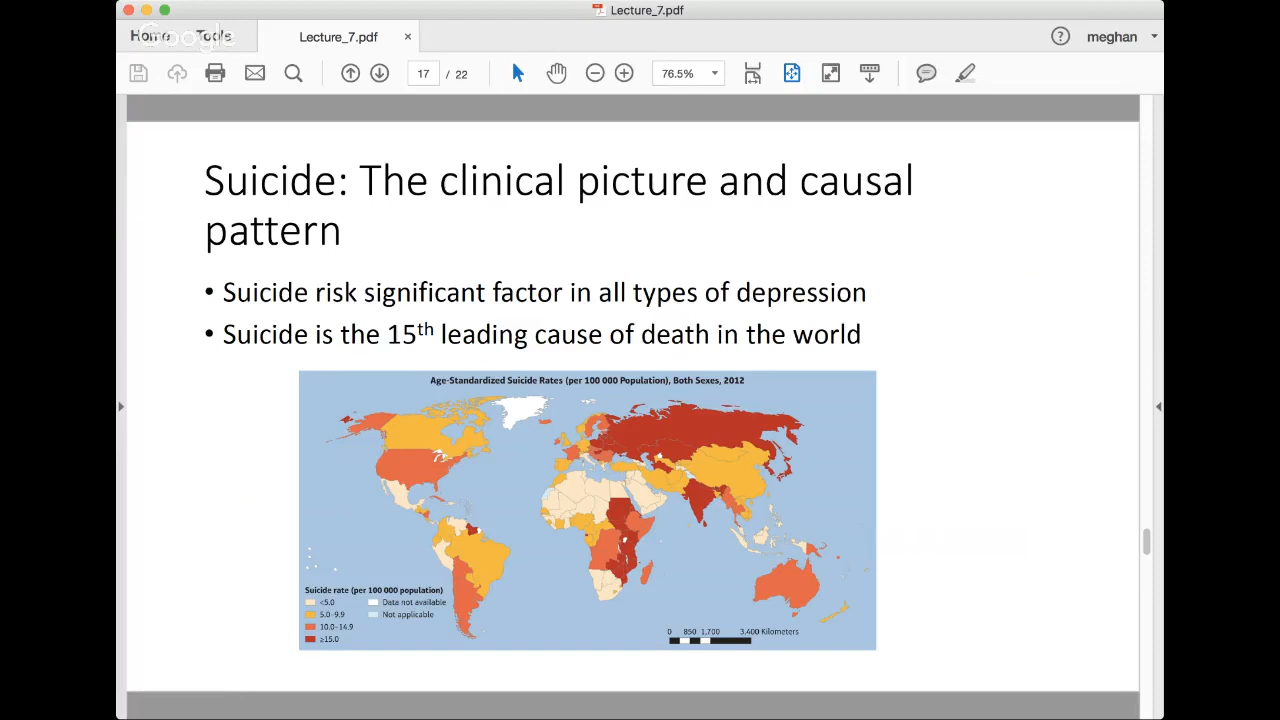 Lecture_7.pdf
Home
Tools
Google
Lecture_7.pdf
×
?
meghan
17 / 22
76.5%
Suicide: The clinical picture and causal
pattern
• Suicide risk significant factor in all types of depression
• Suicide is the 15th leading cause of death in the world
Age-Standardized Suicide Rates (per 100 000 Population), Both Sexes, 2012
Suicide rate (per 100 000 population)
<5.0
Data not available
5.0–9.9
Not applicable
10.0–14.9
≥15.0
0 850 1,700 3,400 Kilometers